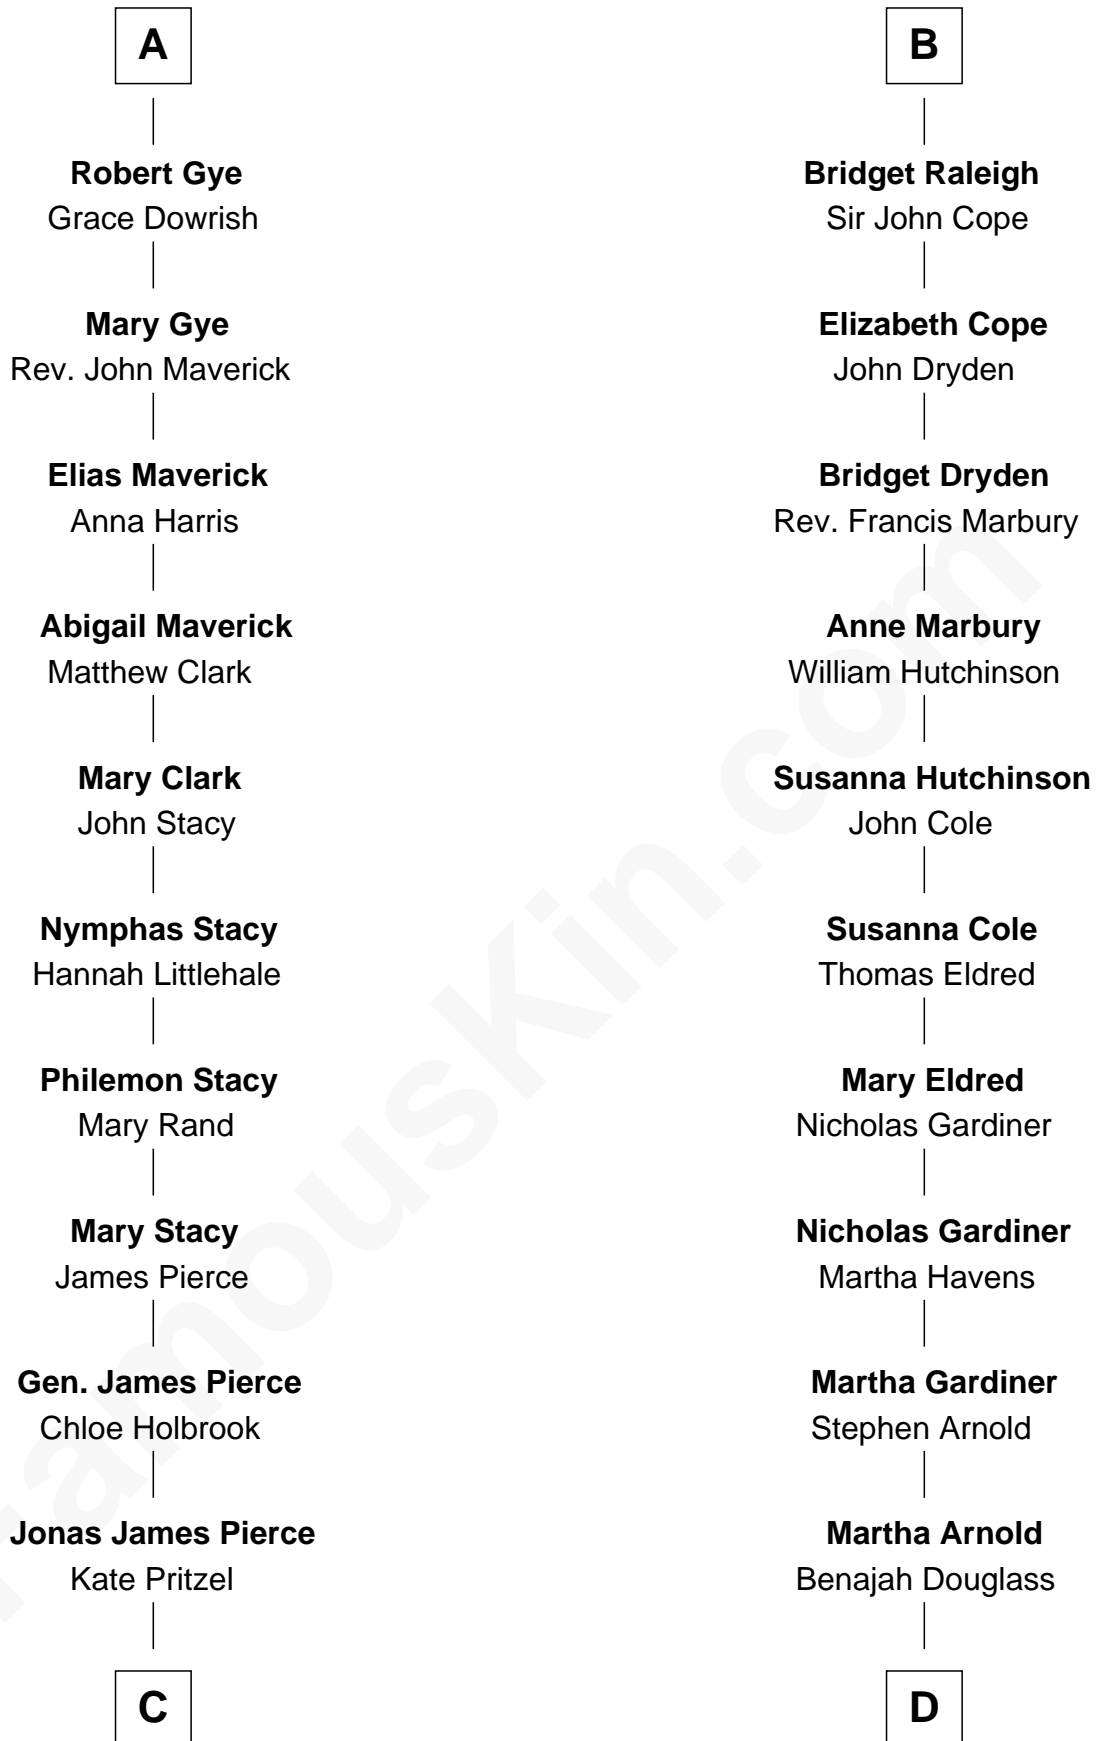 A
Robert Gye
Grace Dowrish
Mary Gye
Rev. John Maverick
Elias Maverick
Anna Harris
Abigail Maverick
Matthew Clark
Mary Clark
John Stacy
Nymphas Stacy
Hannah Littlehale
Philemon Stacy
Mary Rand
Mary Stacy
James Pierce
Gen. James Pierce
Chloe Holbrook
Jonas James Pierce
Kate Pritzel
C
B
Bridget Raleigh
Sir John Cope
Elizabeth Cope
John Dryden
Bridget Dryden
Rev. Francis Marbury
Anne Marbury
William Hutchinson
Susanna Hutchinson
John Cole
Susanna Cole
Thomas Eldred
Mary Eldred
Nicholas Gardiner
Nicholas Gardiner
Martha Havens
Martha Gardiner
Stephen Arnold
Martha Arnold
Benajah Douglass
D
FamousKin.com